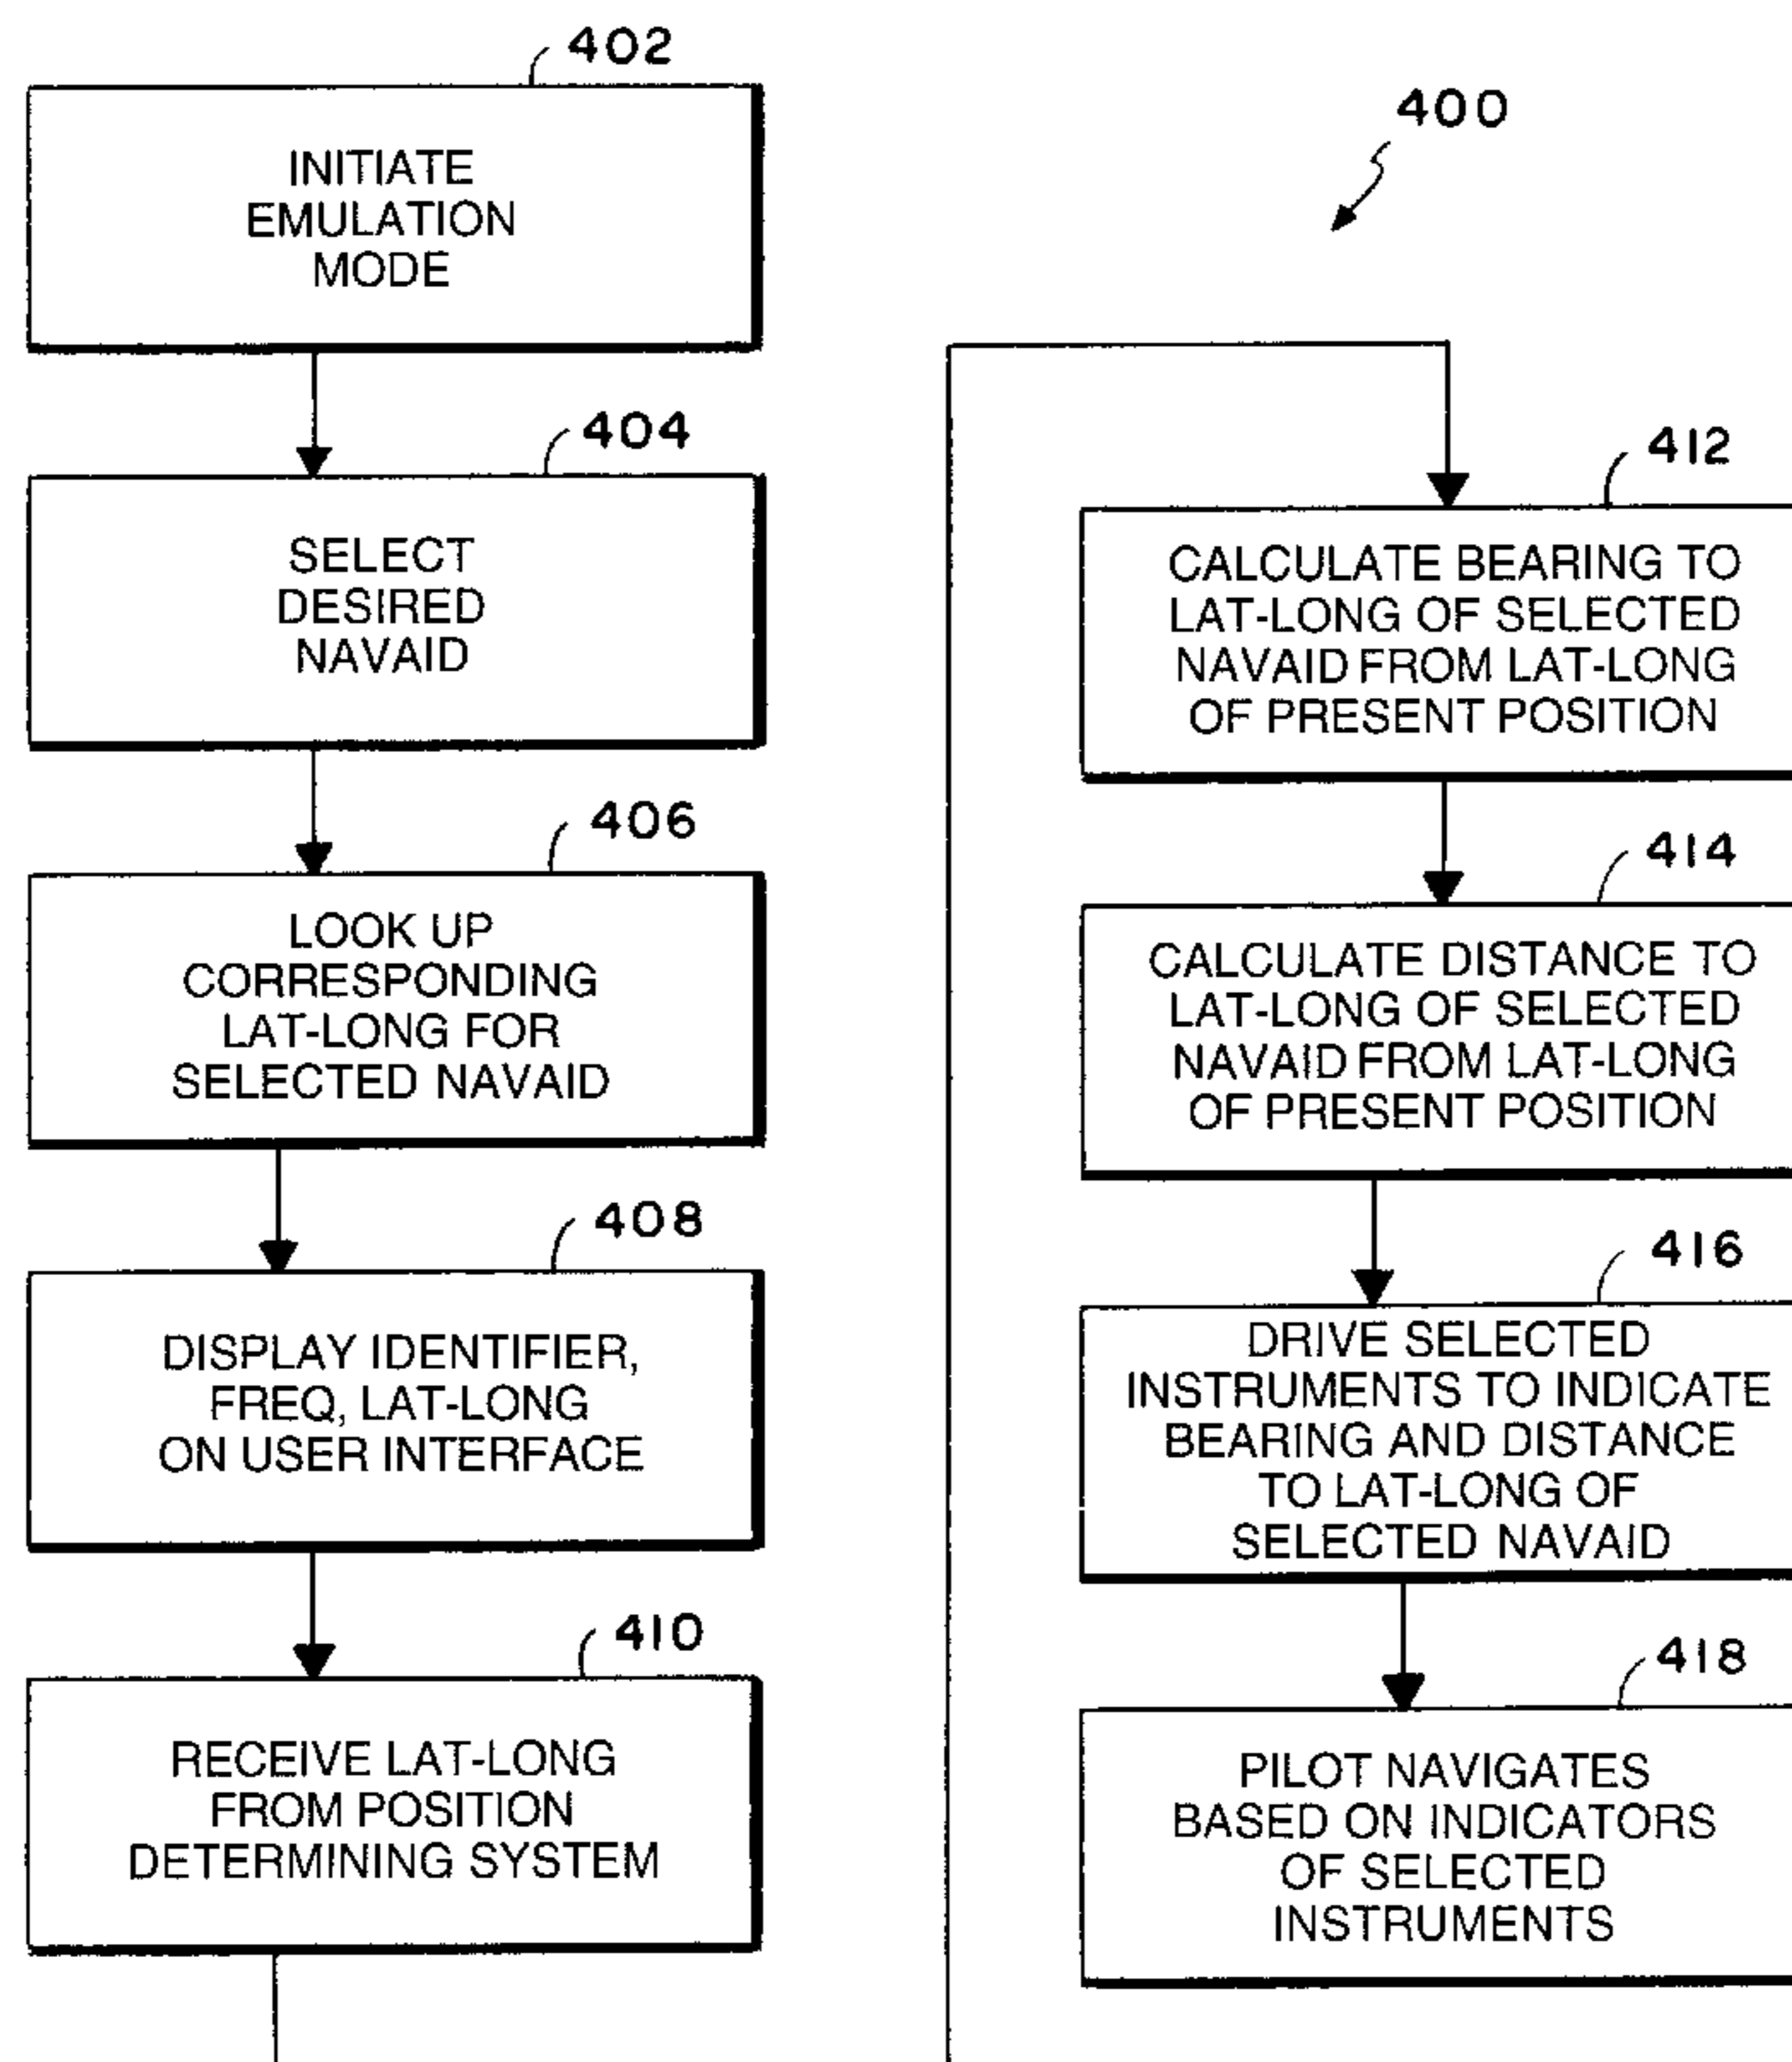 402
INITIATE
EMULATION
MODE
404
SELECT
DESIRED
NAVAID
406
LOOK UP
CORRESPONDING
LAT-LONG FOR
SELECTED NAVAID
408
DISPLAY IDENTIFIER,
FREQ, LAT-LONG
ON USER INTERFACE
410
RECEIVE LAT-LONG
FROM POSITION
DETERMINING SYSTEM
400
412
CALCULATE BEARING TO
LAT-LONG OF SELECTED
NAVAID FROM LAT-LONG
OF PRESENT POSITION
414
CALCULATE DISTANCE TO
LAT-LONG OF SELECTED
NAVAID FROM LAT-LONG
OF PRESENT POSITION
416
DRIVE SELECTED
INSTRUMENTS TO INDICATE
BEARING AND DISTANCE
TO LAT-LONG OF
SELECTED NAVAID
418
PILOT NAVIGATES
BASED ON INDICATORS
OF SELECTED
INSTRUMENTS